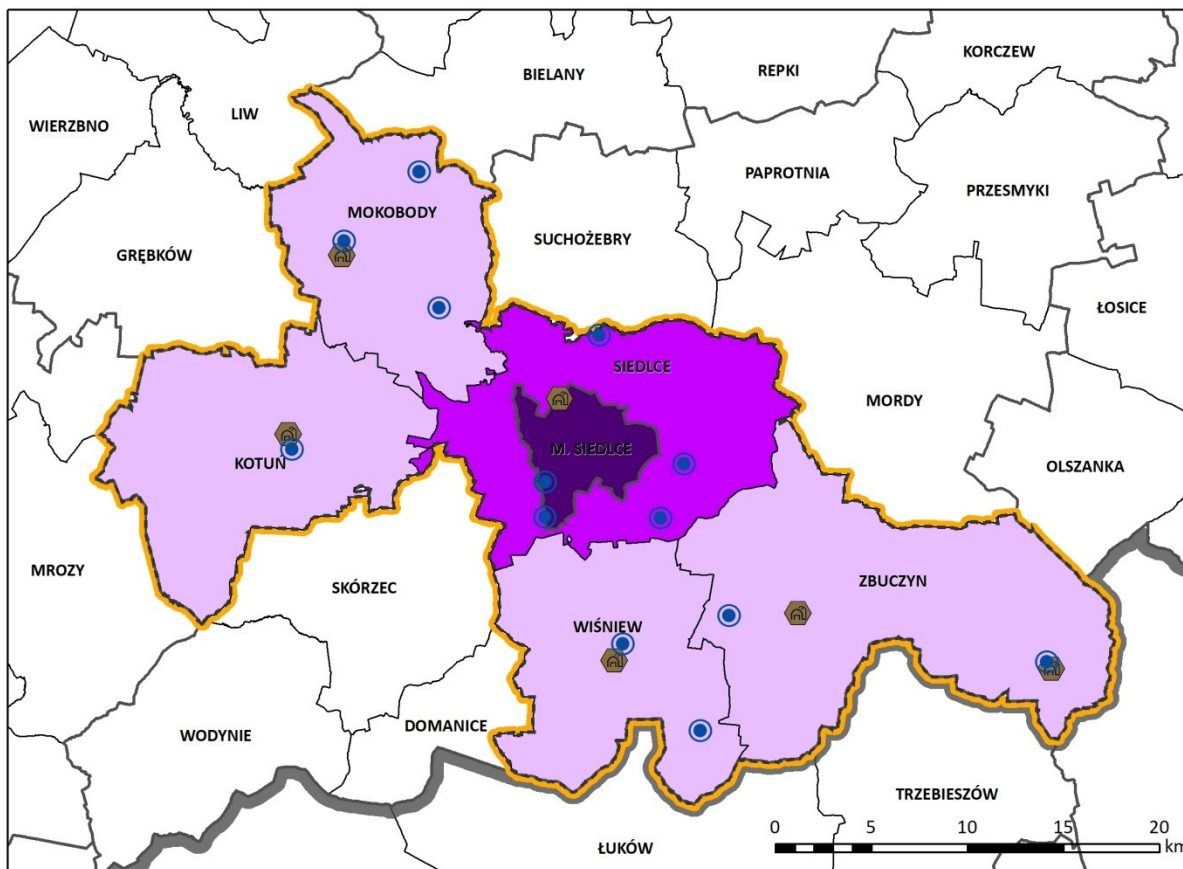 KORCZEW
BIELANY
REPKI
LIW
WIERZBNO
PAPROTNIA
PRZESMYKI
MOKOBODY
SUCHOŻEBRY
GRĘBKÓW
ŁOSICE
SIEDLCE
MORDY
M. SIEDLCE
KOTUŃ
OLSZANKA
MROZY
SKÓRZEC
ZBUCZYN
WIŚNIEW
DOMANICE
WODYNIE
TRZEBIESZÓW
ŁUKÓW
0 5 10 15 20
km